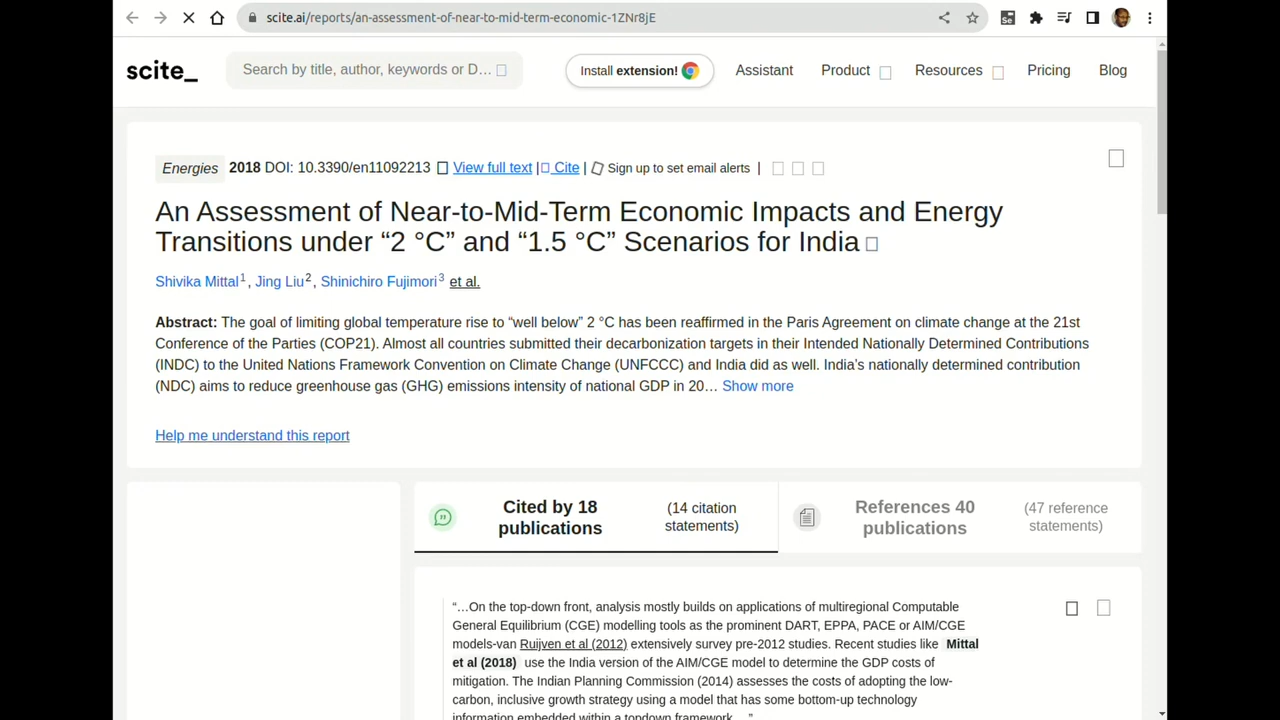 scite.ai/reports/an-assessment-of-near-to-mid-term-economic-1ZNr8jE
Se
scite_
Search by title, author, keywords or D...
Install extension!
Assistant
Product
Resources
Pricing
Blog
Energies 2018 DOI: 10.3390/en11092213 View full text | Cite | Sign up to set email alerts |
An Assessment of Near-to-Mid-Term Economic Impacts and Energy
Transitions under “2 °C” and “1.5 °C” Scenarios for India
Shivika Mittal1, Jing Liu2, Shinichiro Fujimori3 et al.
Abstract: The goal of limiting global temperature rise to “well below” 2 °C has been reaffirmed in the Paris Agreement on climate change at the 21st
Conference of the Parties (COP21). Almost all countries submitted their decarbonization targets in their Intended Nationally Determined Contributions
(INDC) to the United Nations Framework Convention on Climate Change (UNFCCC) and India did as well. India’s nationally determined contribution
(NDC) aims to reduce greenhouse gas (GHG) emissions intensity of national GDP in 20… Show more
Help me understand this report
Cited by 18
publications
(14 citation
statements)
References 40
publications
(47 reference
statements)
“…On the top-down front, analysis mostly builds on applications of multiregional Computable
General Equilibrium (CGE) modelling tools as the prominent DART, EPPA, PACE or AIM/CGE
models-van Ruijven et al (2012) extensively survey pre-2012 studies. Recent studies like Mittal
et al (2018) use the India version of the AIM/CGE model to determine the GDP costs of
mitigation. The Indian Planning Commission (2014) assesses the costs of adopting the low-
carbon, inclusive growth strategy using a model that has some bottom-up technology
information embedded within a topdown framework.…”